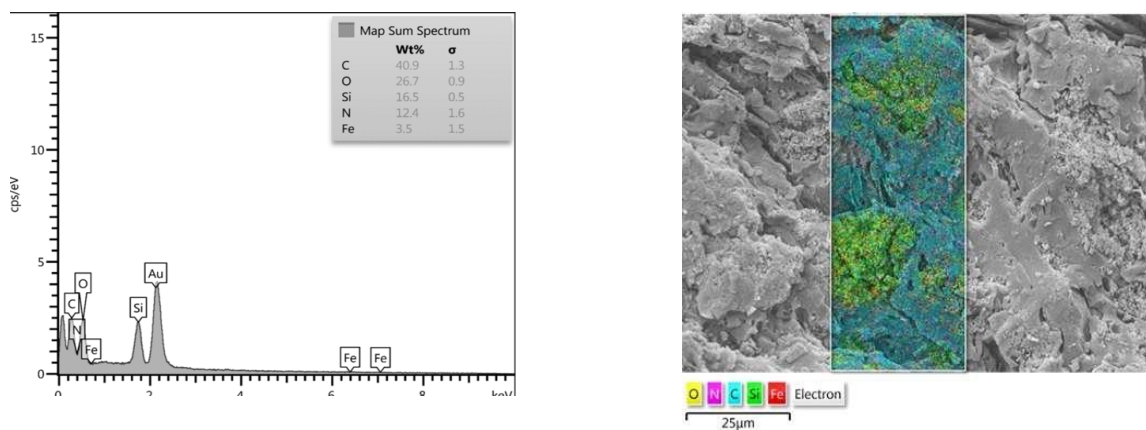 Map Sum Spectrum
Wt% σ
C 40.9 1.3
O 26.7 0.9
Si 16.5 0.5
N 12.4 1.6
Fe 3.5 1.5
15
10
5
0
cps/eV
O
C
N
Fe
Si
Au
Fe
Fe
0 2 4 6 8 keV
O N C Si Fe Electron
25µm